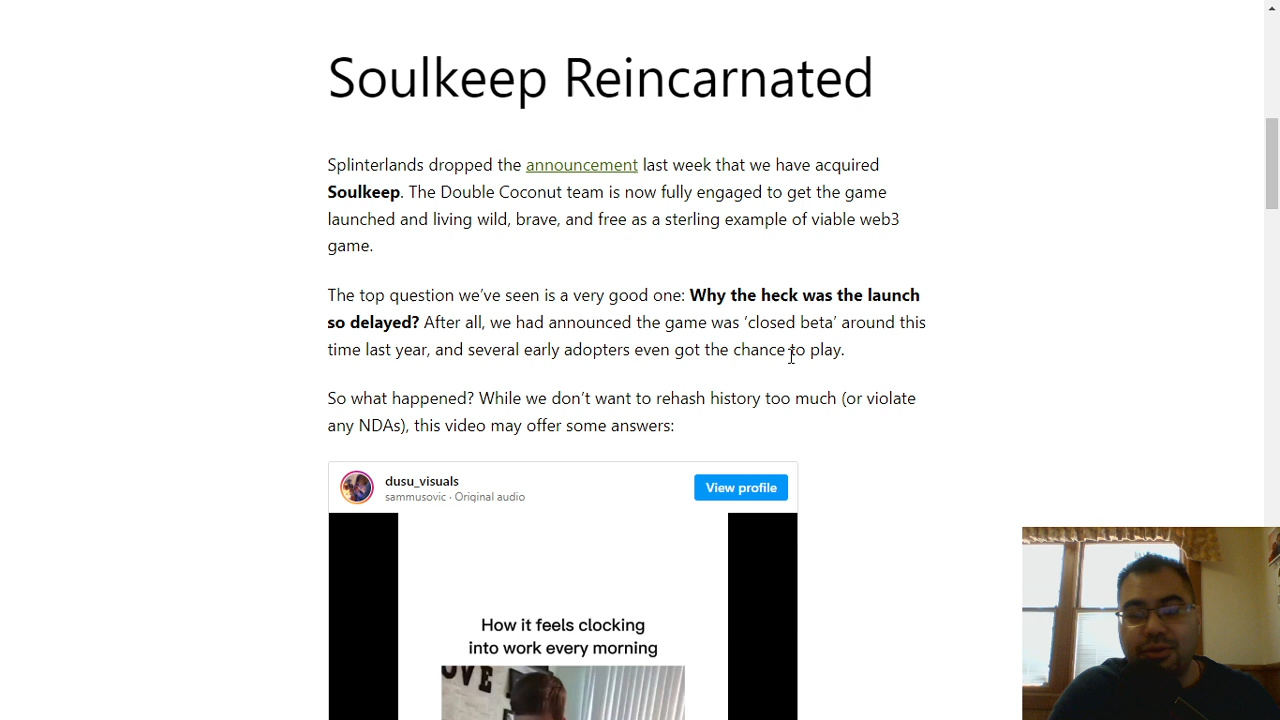 Soulkeep Reincarnated
Splinterlands dropped the announcement last week that we have acquired
Soulkeep. The Double Coconut team is now fully engaged to get the game
launched and living wild, brave, and free as a sterling example of viable web3
game.
The top question we’ve seen is a very good one: Why the heck was the launch
so delayed? After all, we had announced the game was ‘closed beta’ around this
time last year, and several early adopters even got the chance to play.
So what happened? While we don’t want to rehash history too much (or violate
any NDAs), this video may offer some answers:
dusu_visuals
sammusovic · Original audio
View profile
How it feels clocking
into work every morning